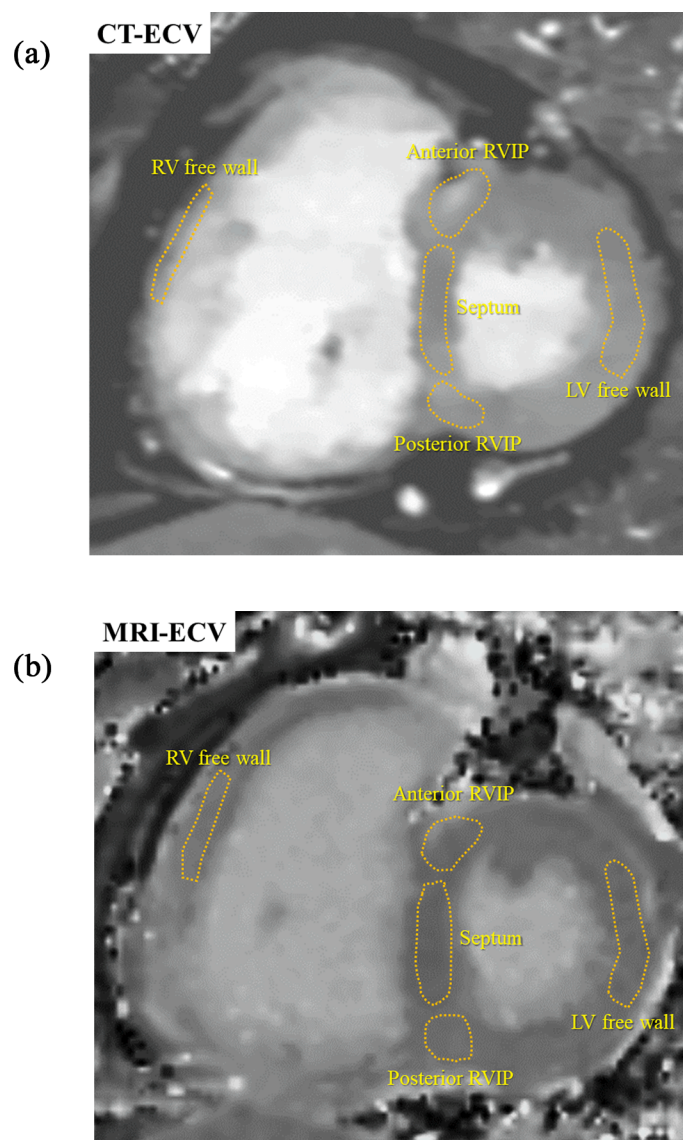 (a)
CT-ECV
Anterior RVIP
RV free wall
Septum
LV free wall
Posterior RVIP
(b)
MRI-ECV
RV free wall
Anterior RVIP
Septum
LV free wall
Posterior RVIP